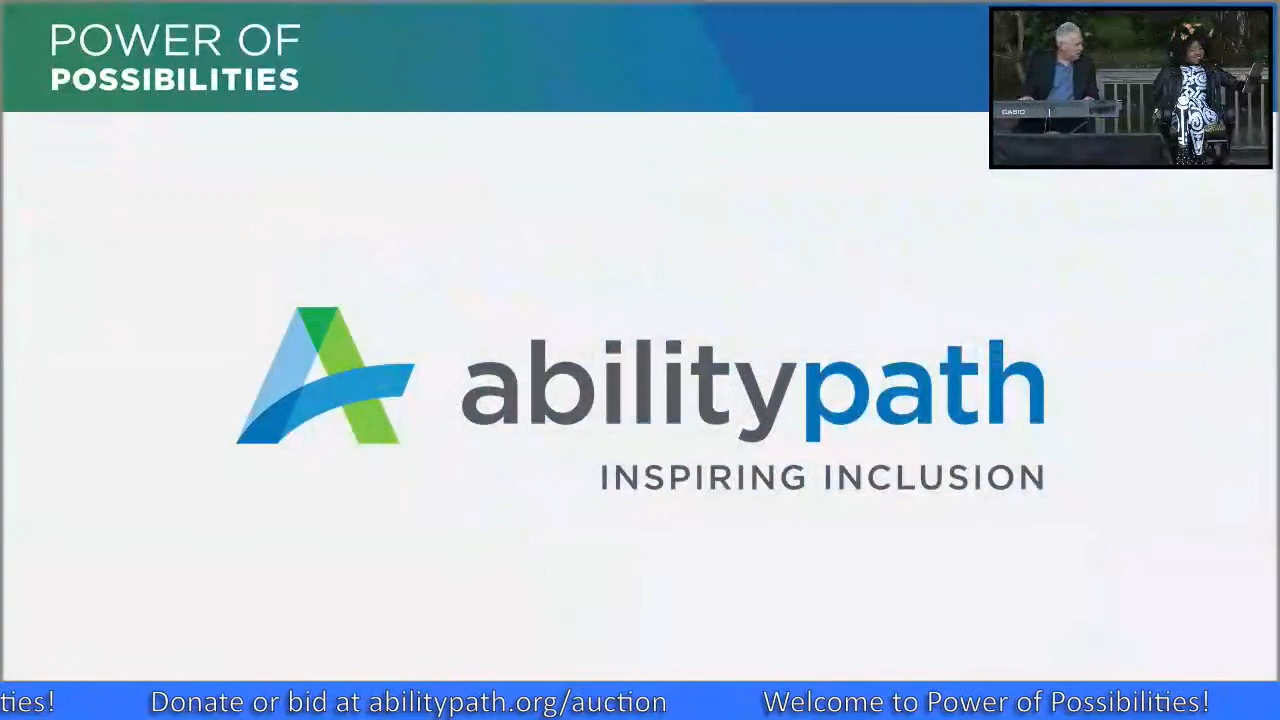 POWER OF
POSSIBILITIES
CASIO
abilitypath
INSPIRING INCLUSION
ties! Donate or bid at abilitypath.org/auction Welcome to Power of Possibilities!